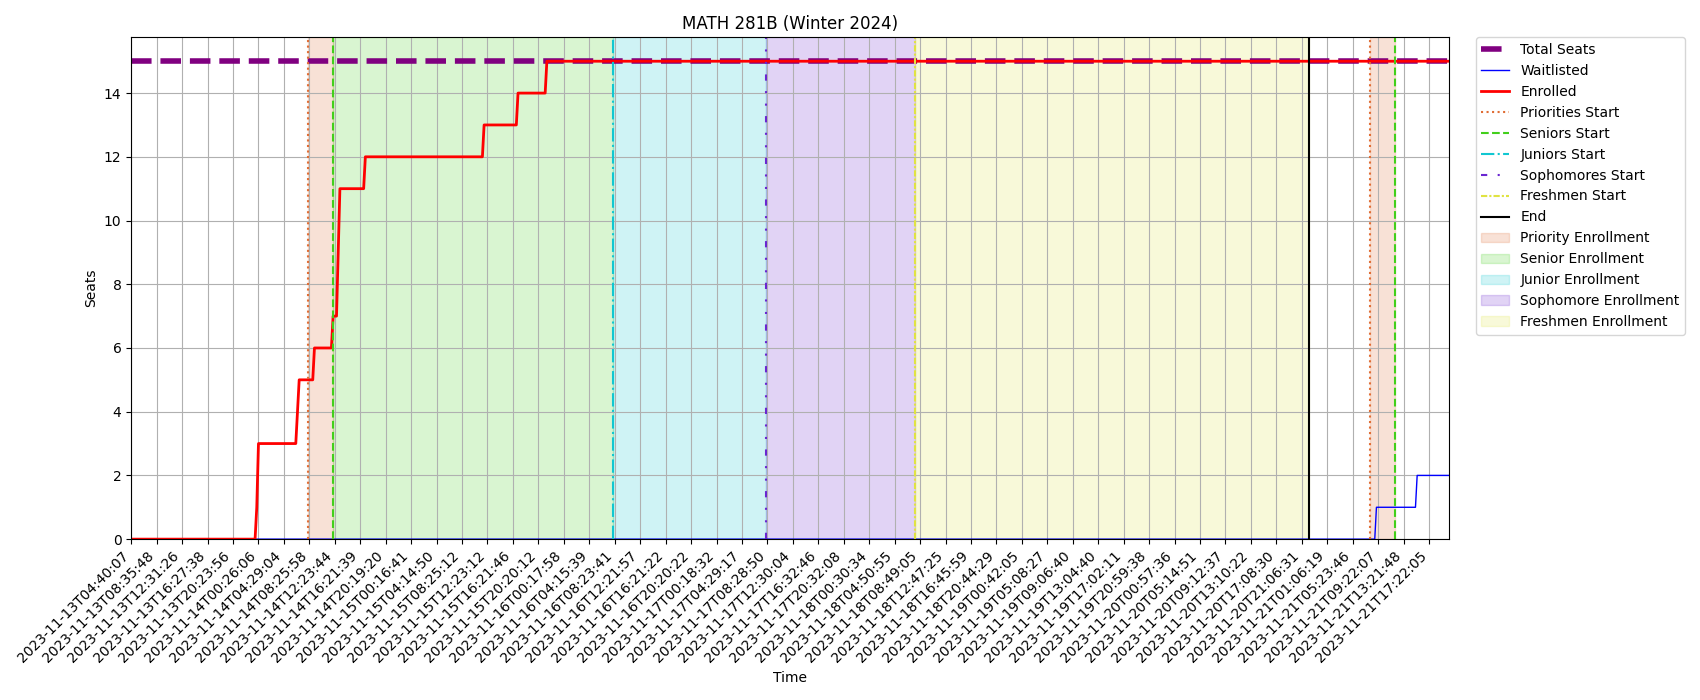 MATH 281B (Winter 2024)
Seats
14
12
10
8
6
4
2
0
2023-11-13T04:40:07
2023-11-13T08:35:48
2023-11-13T12:31:26
2023-11-13T16:27:38
2023-11-13T20:23:56
2023-11-14T00:26:06
2023-11-14T04:29:04
2023-11-14T08:25:58
2023-11-14T12:23:44
2023-11-14T16:21:39
2023-11-14T20:19:20
2023-11-15T00:16:41
2023-11-15T04:14:50
2023-11-15T08:25:12
2023-11-15T12:23:12
2023-11-15T16:21:46
2023-11-15T20:20:12
2023-11-16T00:17:58
2023-11-16T04:15:39
2023-11-16T08:23:41
2023-11-16T12:21:57
2023-11-16T16:21:22
2023-11-16T20:20:22
2023-11-17T00:18:32
2023-11-17T04:29:17
2023-11-17T08:28:50
2023-11-17T12:30:04
2023-11-17T16:32:46
2023-11-17T20:32:08
2023-11-18T00:30:34
2023-11-18T04:50:55
2023-11-18T08:49:05
2023-11-18T12:47:25
2023-11-18T16:45:59
2023-11-18T20:44:29
2023-11-19T00:42:05
2023-11-19T05:08:27
2023-11-19T09:06:40
2023-11-19T13:04:40
2023-11-19T17:02:11
2023-11-19T20:59:38
2023-11-20T00:57:36
2023-11-20T05:14:51
2023-11-20T09:12:37
2023-11-20T13:10:22
2023-11-20T17:08:30
2023-11-20T21:06:31
2023-11-21T01:06:19
2023-11-21T05:23:46
2023-11-21T09:22:07
2023-11-21T13:21:48
2023-11-21T17:22:05
Time
Total Seats
Waitlisted
Enrolled
Priorities Start
Seniors Start
Juniors Start
Sophomores Start
Freshmen Start
End
Priority Enrollment
Senior Enrollment
Junior Enrollment
Sophomore Enrollment
Freshmen Enrollment